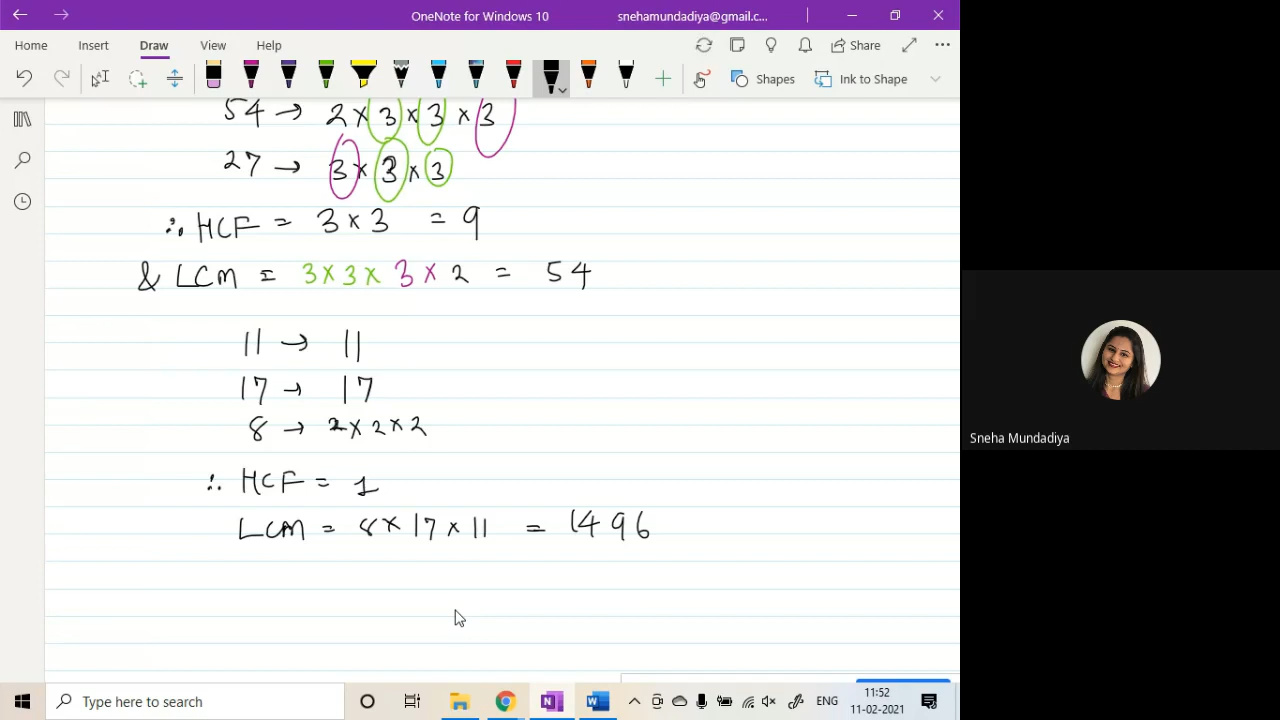 OneNote for Windows 10
snehamundadiya@gmail.c...
Home Insert Draw View Help
Share
Shapes
Ink to Shape
54 → 2 × 3 × 3 × 3
27 → 3 × 3 × 3
∴ HCF = 3 × 3 = 9
& LCM = 3 × 3 × 3 × 2 = 54
11 → 11
17 → 17
8 → 2 × 2 × 2
∴ HCF = 1
LCM = 8 × 17 × 11 = 1496
Sneha Mundadiya
Type here to search
ENG
11:52
11-02-2021